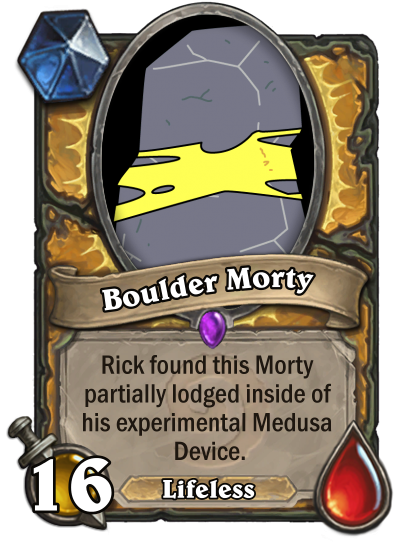 Boulder Morty
Rick found this Morty
partially lodged inside of
his experimental Medusa
Device.
16
Lifeless